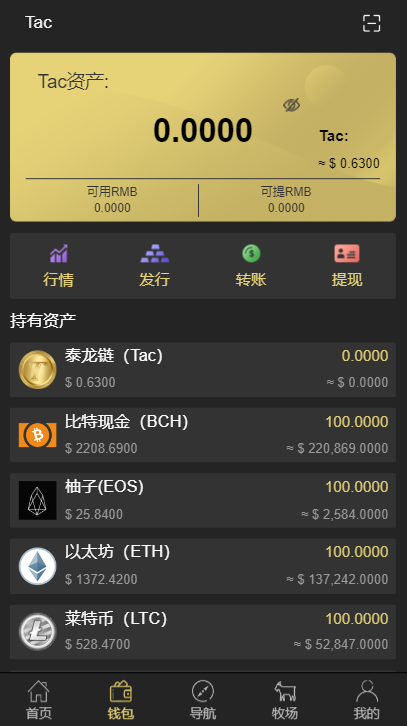 Tac
Tac资产:
0.0000
Tac:
≈ $ 0.6300
可用RMB
0.0000
可提RMB
0.0000
行情
发行
转账
提现
持有资产
泰龙链（Tac）
0.0000
$ 0.6300
≈ $ 0.0000
比特现金（BCH）
100.0000
$ 2208.6900
≈ $ 220,869.0000
柚子(EOS)
100.0000
$ 25.8400
≈ $ 2,584.0000
以太坊（ETH）
100.0000
$ 1372.4200
≈ $ 137,242.0000
莱特币（LTC）
100.0000
$ 528.4700
≈ $ 52,847.0000
首页
钱包
导航
牧场
我的